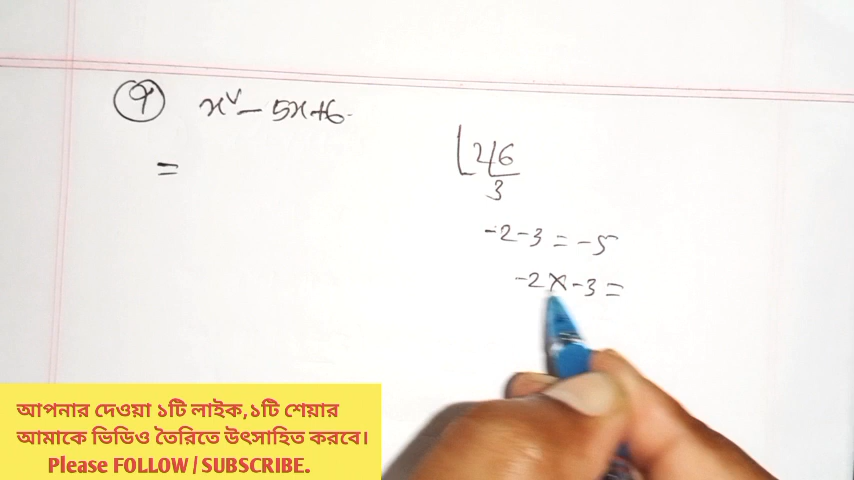 ৭ x² - 5x + 6
=
2 6
3
-2-3 = -5
-2 × -3 =
আপনার দেওয়া ১টি লাইক,১টি শেয়ার
আমাকে ভিডিও তৈরিতে উৎসাহিত করবে।
Please FOLLOW / SUBSCRIBE.